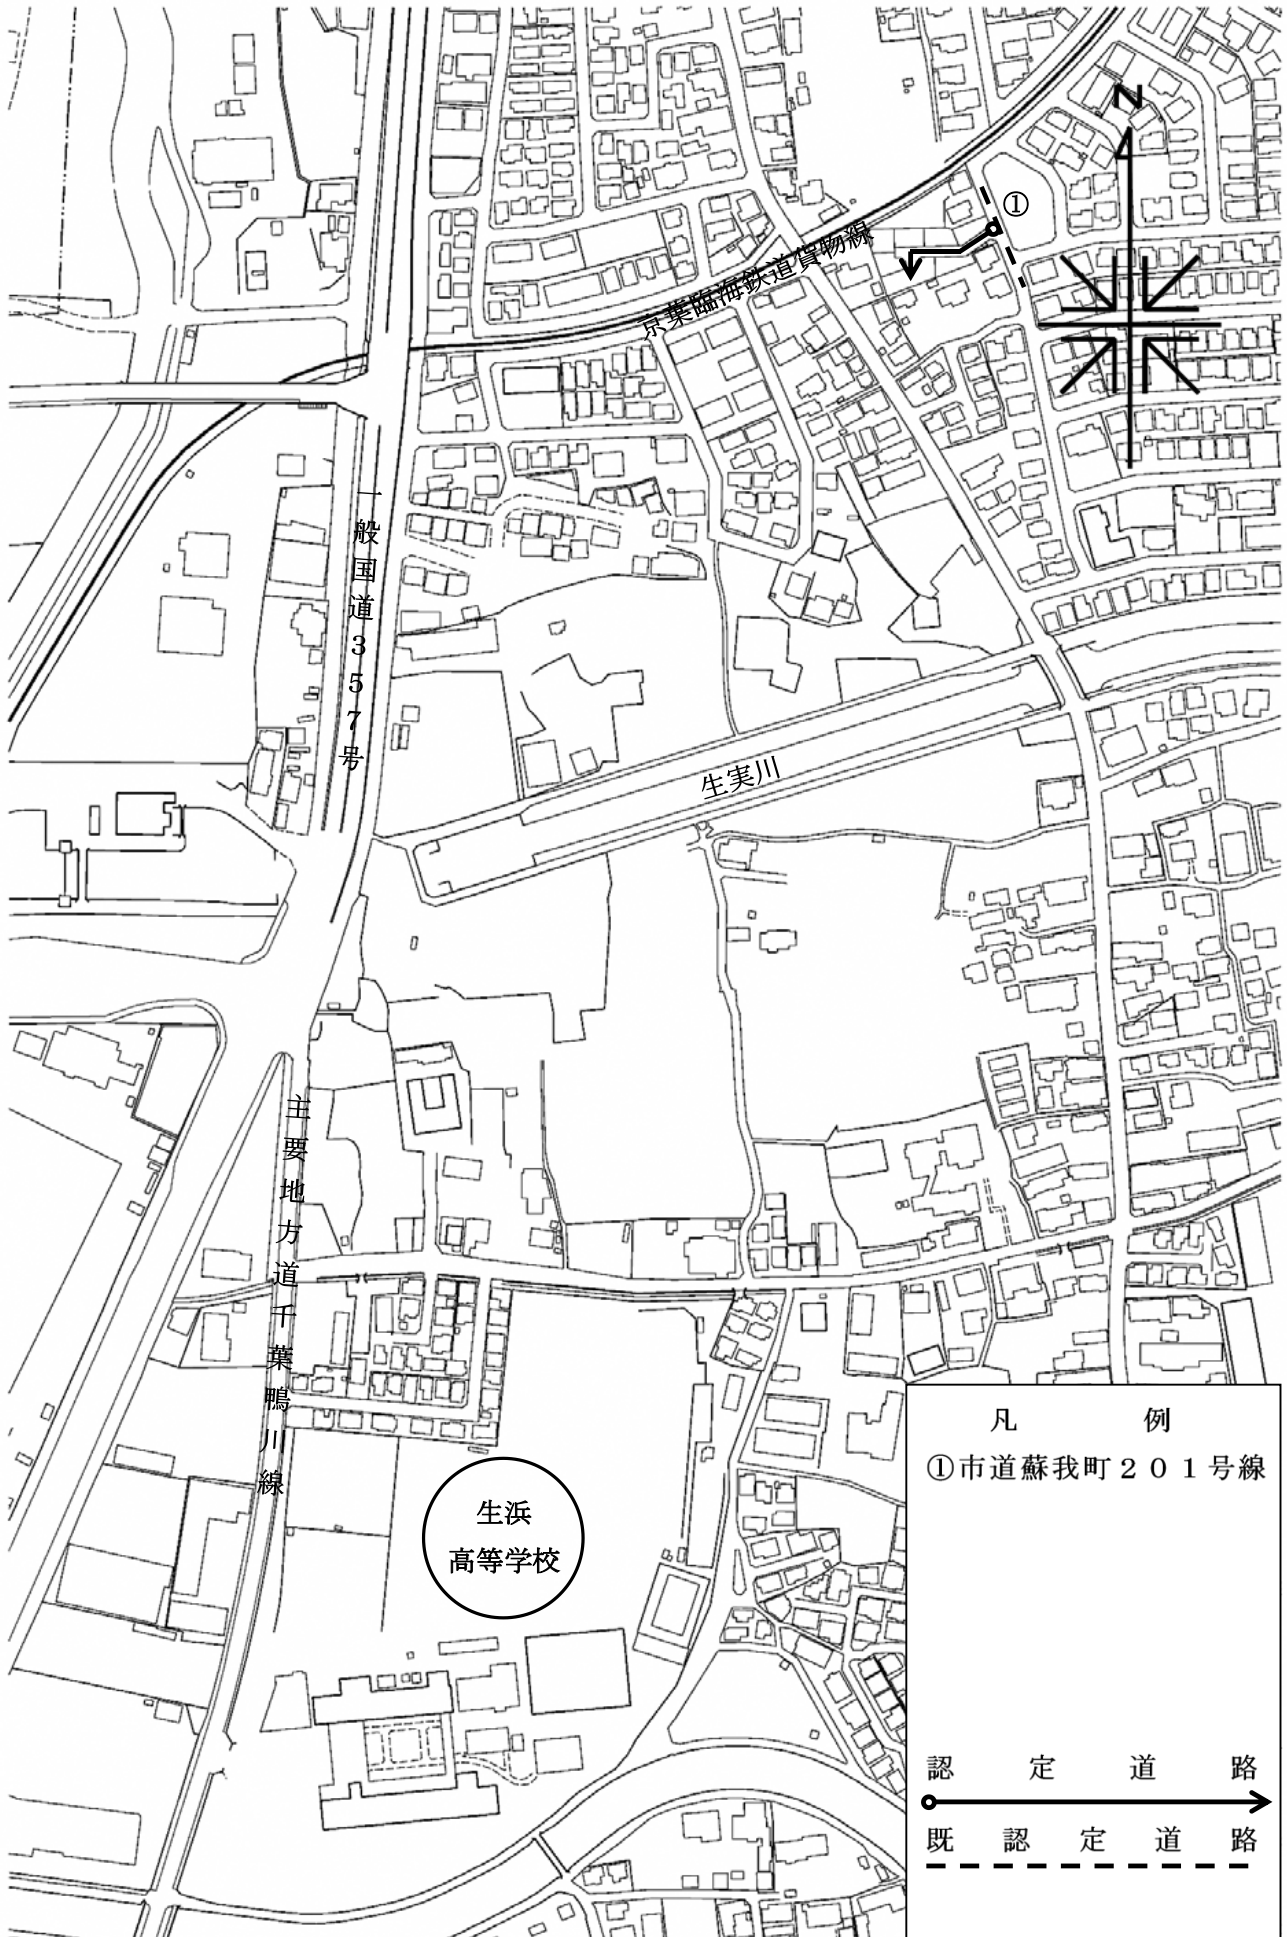 N
①
京葉臨海鉄道貨物線
一般国道３５７号
生実川
主要地方道千葉鴨川線
生浜
高等学校
凡例
①市道蘇我町２０１号線
認定道路
既認定道路